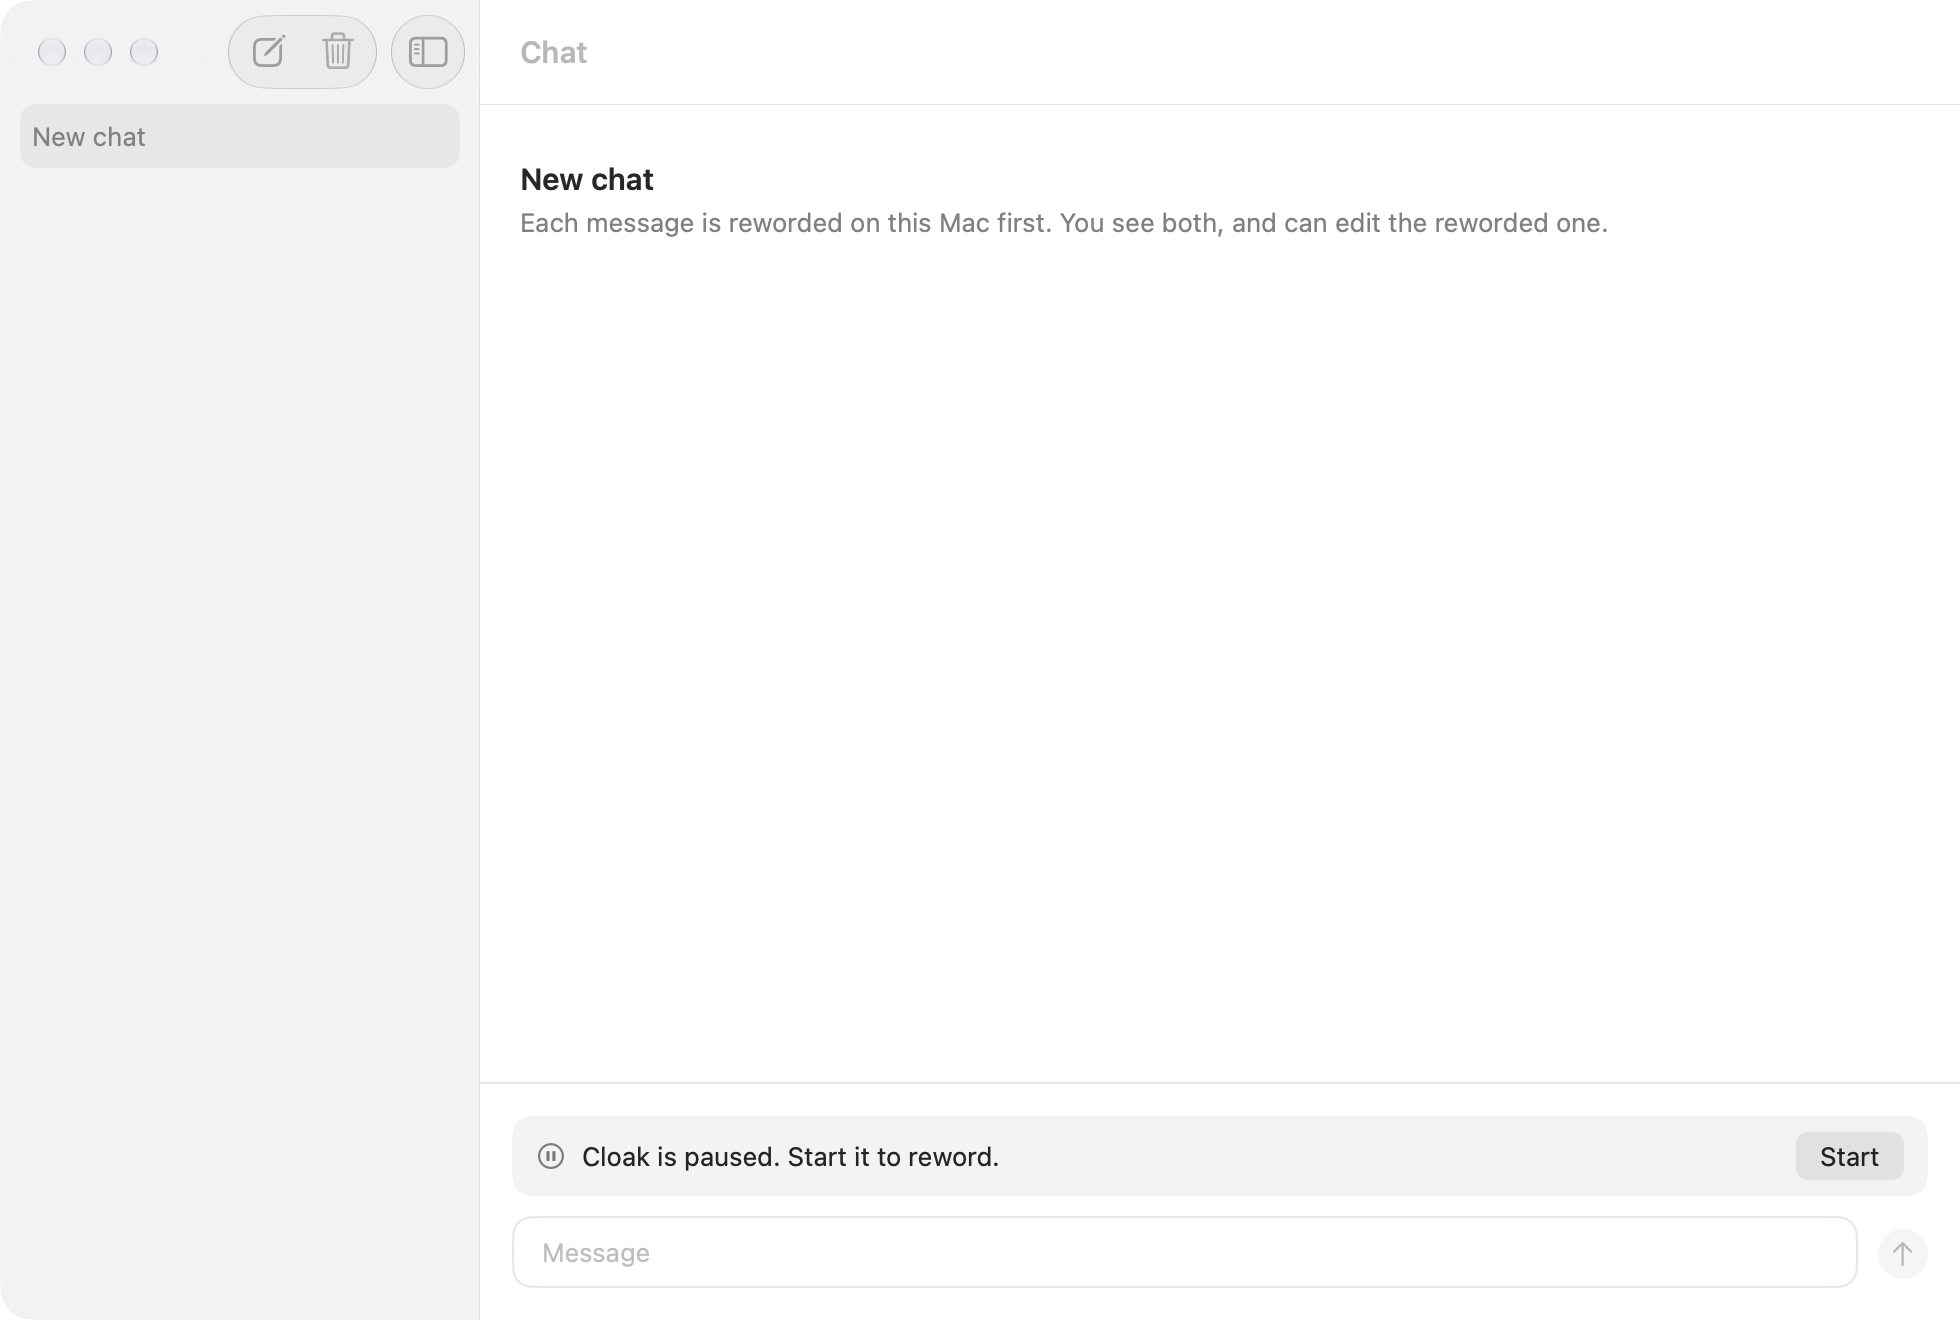 Chat
New chat
New chat
Each message is reworded on this Mac first. You see both, and can edit the reworded one.
Cloak is paused. Start it to reword.
Start
Message